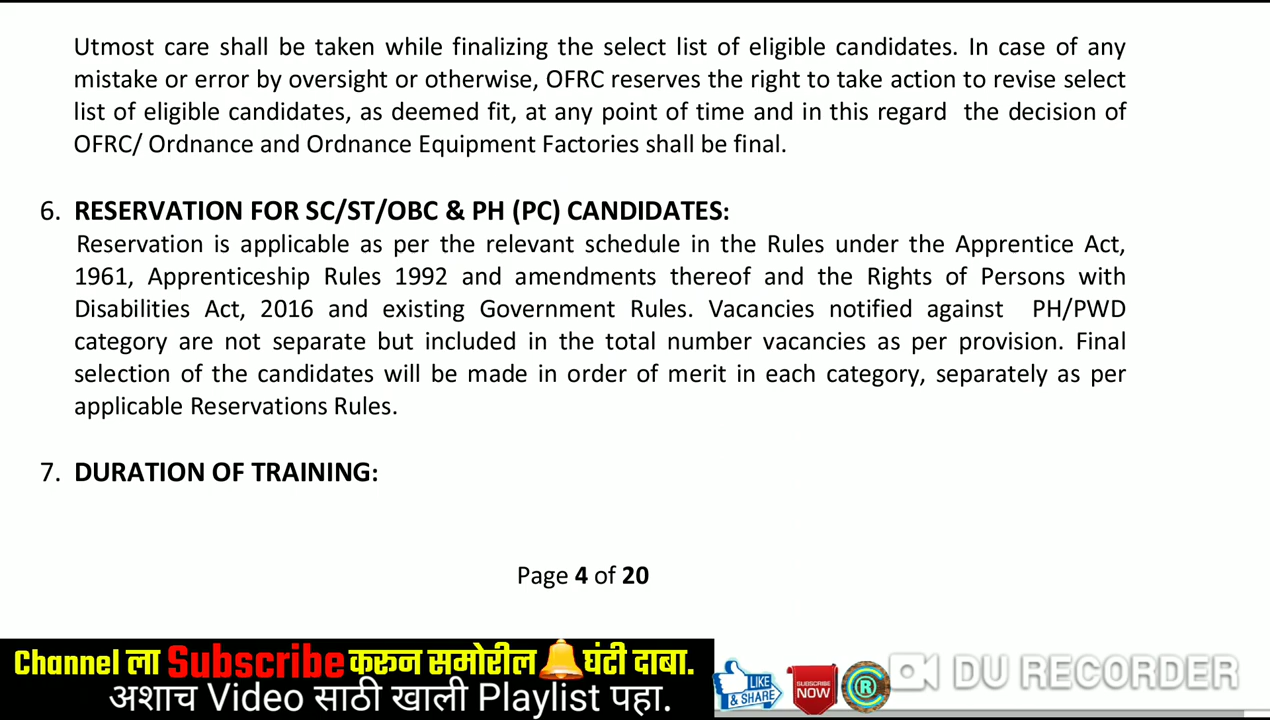 Utmost care shall be taken while finalizing the select list of eligible candidates. In case of any
mistake or error by oversight or otherwise, OFRC reserves the right to take action to revise select
list of eligible candidates, as deemed fit, at any point of time and in this regard the decision of
OFRC/ Ordnance and Ordnance Equipment Factories shall be final.
6. RESERVATION FOR SC/ST/OBC & PH (PC) CANDIDATES:
Reservation is applicable as per the relevant schedule in the Rules under the Apprentice Act,
1961, Apprenticeship Rules 1992 and amendments thereof and the Rights of Persons with
Disabilities Act, 2016 and existing Government Rules. Vacancies notified against PH/PWD
category are not separate but included in the total number vacancies as per provision. Final
selection of the candidates will be made in order of merit in each category, separately as per
applicable Reservations Rules.
7. DURATION OF TRAINING:
Page 4 of 20
Channel ला Subscribe करून समोरील 🔔घंटी दाबा.
अशाच Video साठी खाली Playlist पहा.
LIKE
& SHARE
SUBSCRIBE
NOW
®
DU RECORDER